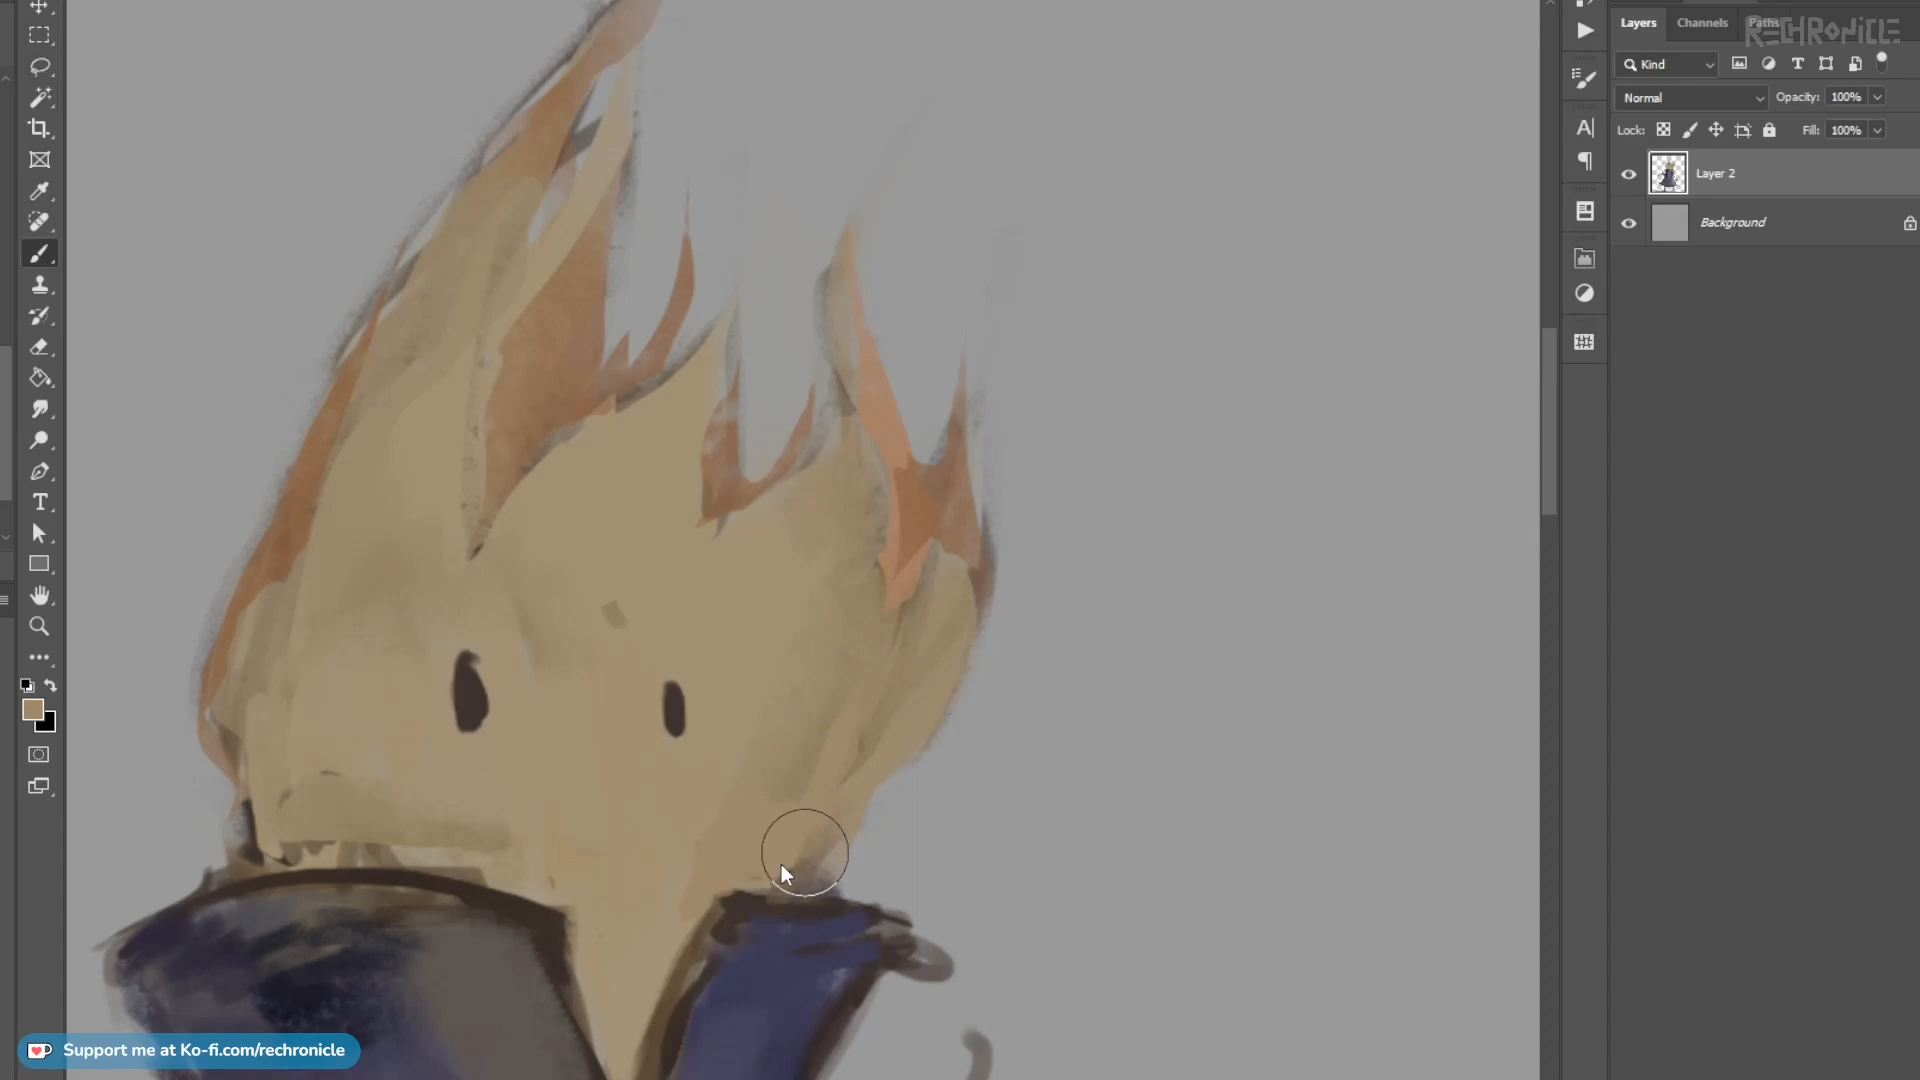 Layers Channels Paths
RECHRONICLE
Kind
Normal Opacity: 100%
Lock: Fill: 100%
Layer 2
Background
Support me at Ko-fi.com/rechronicle